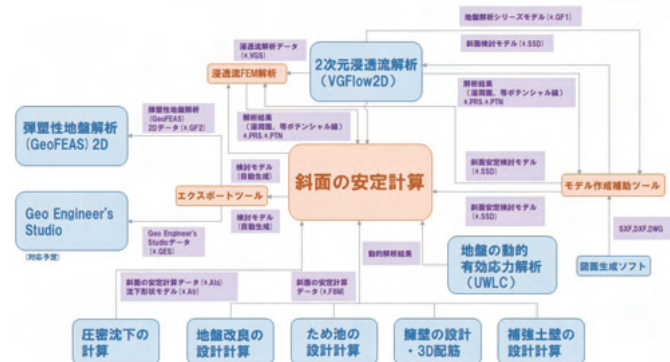 地盤解析シリーズモデル(*.GF1)
浸透流解析データ
(*.VGS)
斜面検討モデル(*.SSD)
2次元浸透流解析
(VGFlow2D)
浸透流FEM解析
解析結果
(浸潤面、等ポテンシャル線)
*.PRS.*.PTN
弾塑性地盤解析
(GeoFEAS)
2Dデータ(*.GF2)
弾塑性地盤解析
(GeoFEAS) 2D
解析結果
(浸潤面、等ポテンシャル線)
*.PRS.*.PTN
斜面の安定計算
検討モデル
(自動生成)
斜面安定検討モデル
(*.SSD)
エクスポートツール
モデル作成補助ツール
Geo Engineer's
Studio
(対応予定)
検討モデル
(自動生成)
斜面安定検討モデル
(*.SSD)
Geo Engineer's
Studioデータ
(*.GES)
SXF,DXF,DWG
動的解析結果
地盤の動的
有効応力解析
(UWLC)
図面生成ソフト
斜面の安定計算データ(*.Ats)
沈下形状モデル(*.Atr)
斜面の安定計算
データ(*.FBM)
圧密沈下の
計算
地盤改良の
設計計算
ため池の
設計計算
擁壁の設計
・3D配筋
補強土壁の
設計計算